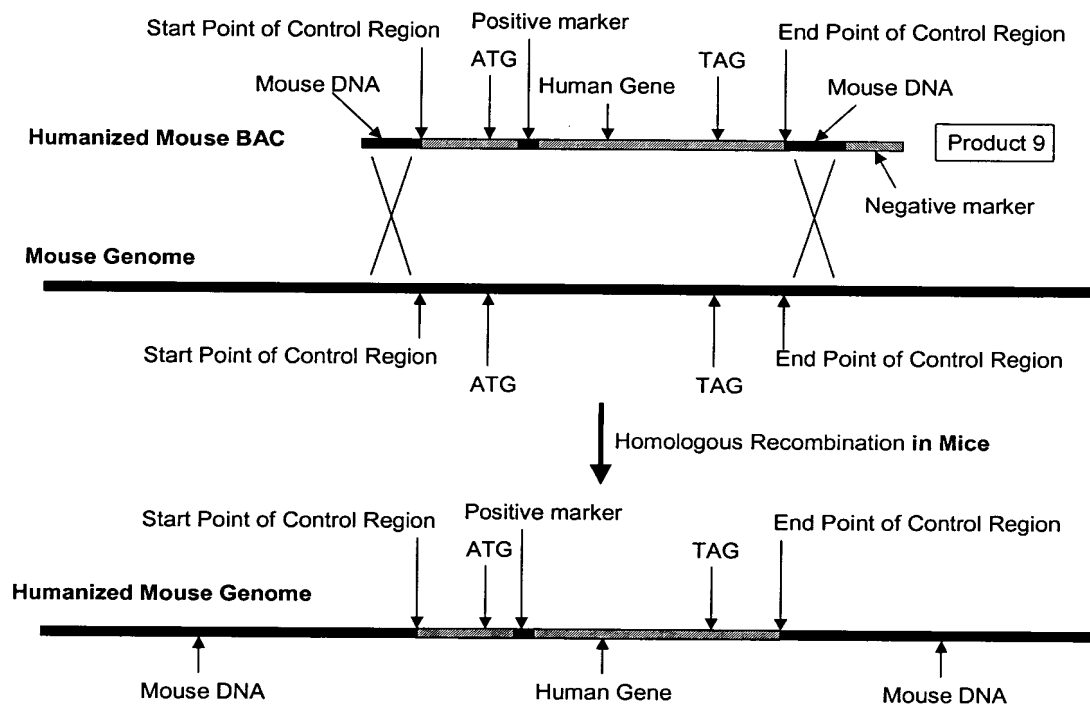 Start Point of Control Region
Positive marker
End Point of Control Region
ATG
TAG
Mouse DNA
Human Gene
Mouse DNA
Humanized Mouse BAC
Product 9
Negative marker
Mouse Genome
Start Point of Control Region
ATG
TAG
End Point of Control Region
Homologous Recombination in Mice
Start Point of Control Region
Positive marker
End Point of Control Region
ATG
TAG
Humanized Mouse Genome
Mouse DNA
Human Gene
Mouse DNA